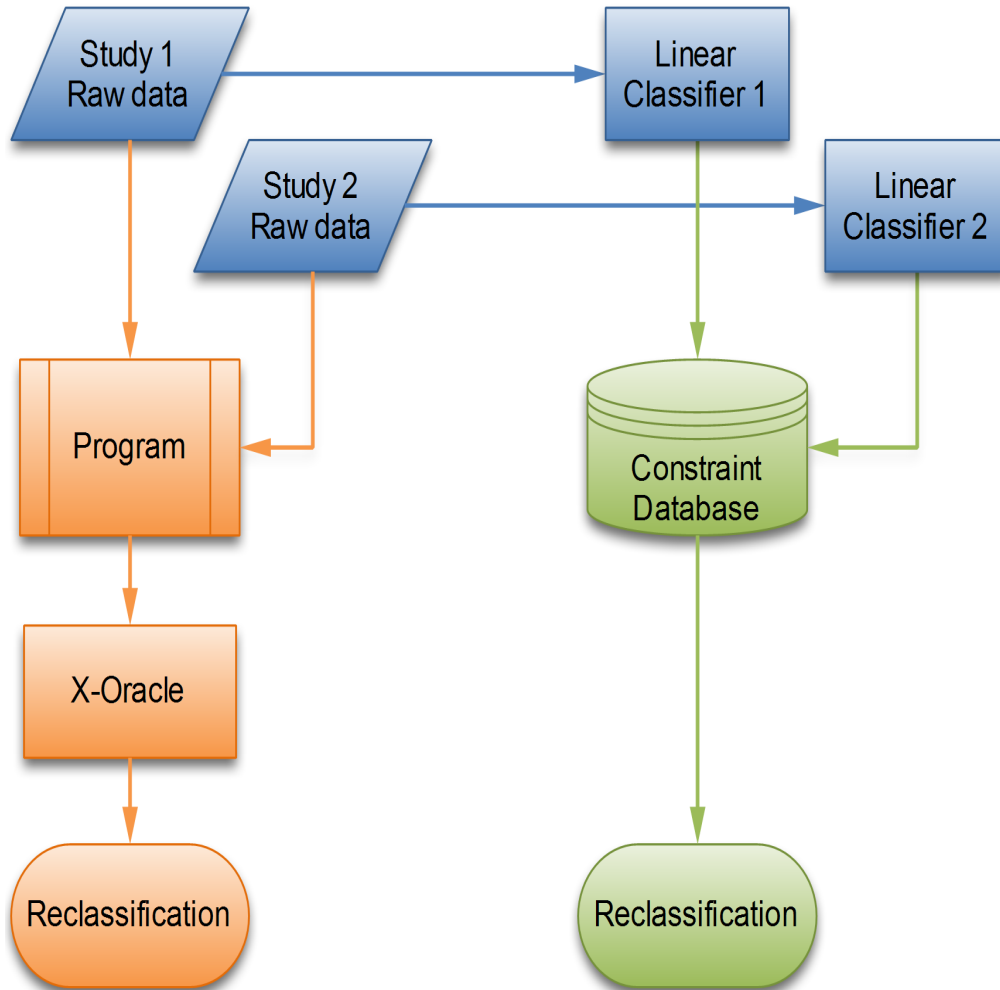 Study 1
Raw data
Linear
Classifier 1
Study 2
Raw data
Linear
Classifier 2
Program
Constraint
Database
X-Oracle
Reclassification
Reclassification